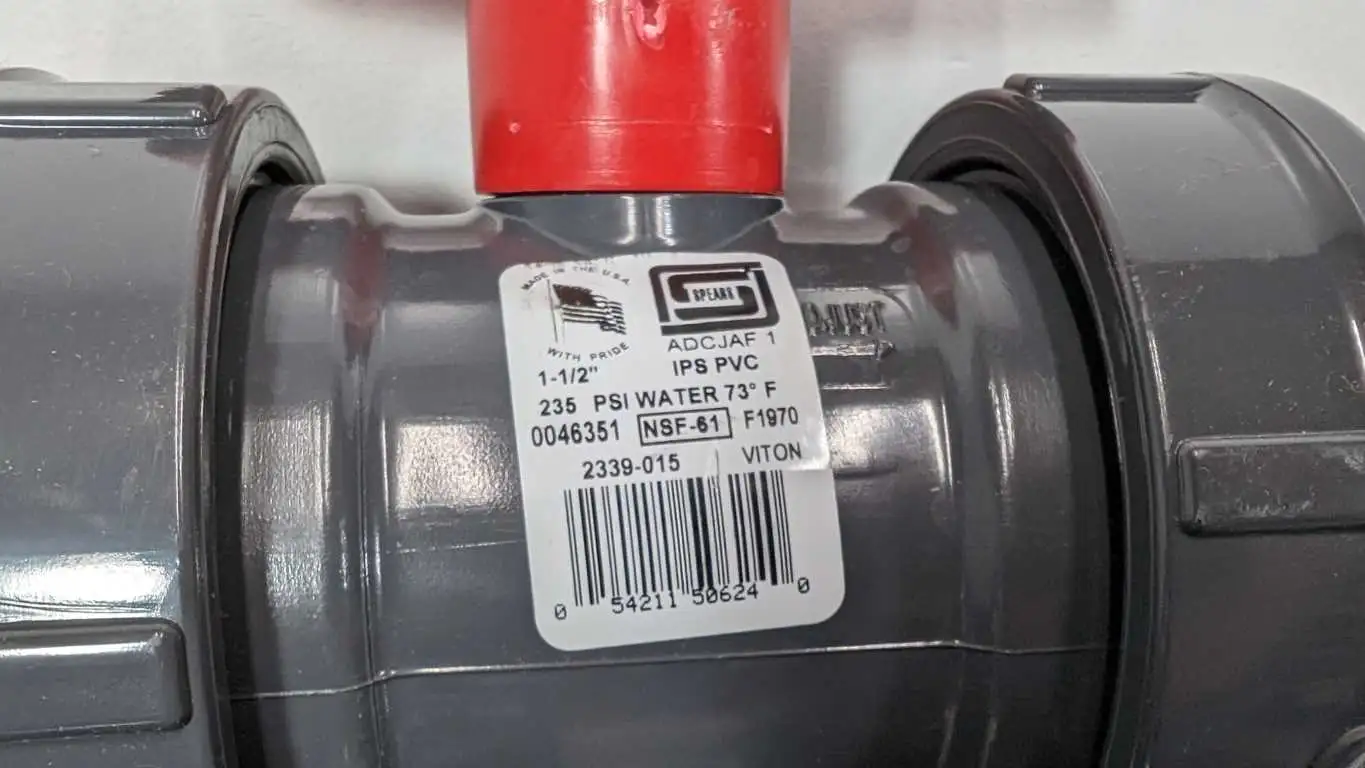 MADE IN THE U.S.A.
WITH PRIDE
SPEARS
ADCJAF 1
1-1/2" IPS PVC
235 PSI WATER 73° F
0046351 NSF-61 F1970
2339-015 VITON
0 54211 50624 0